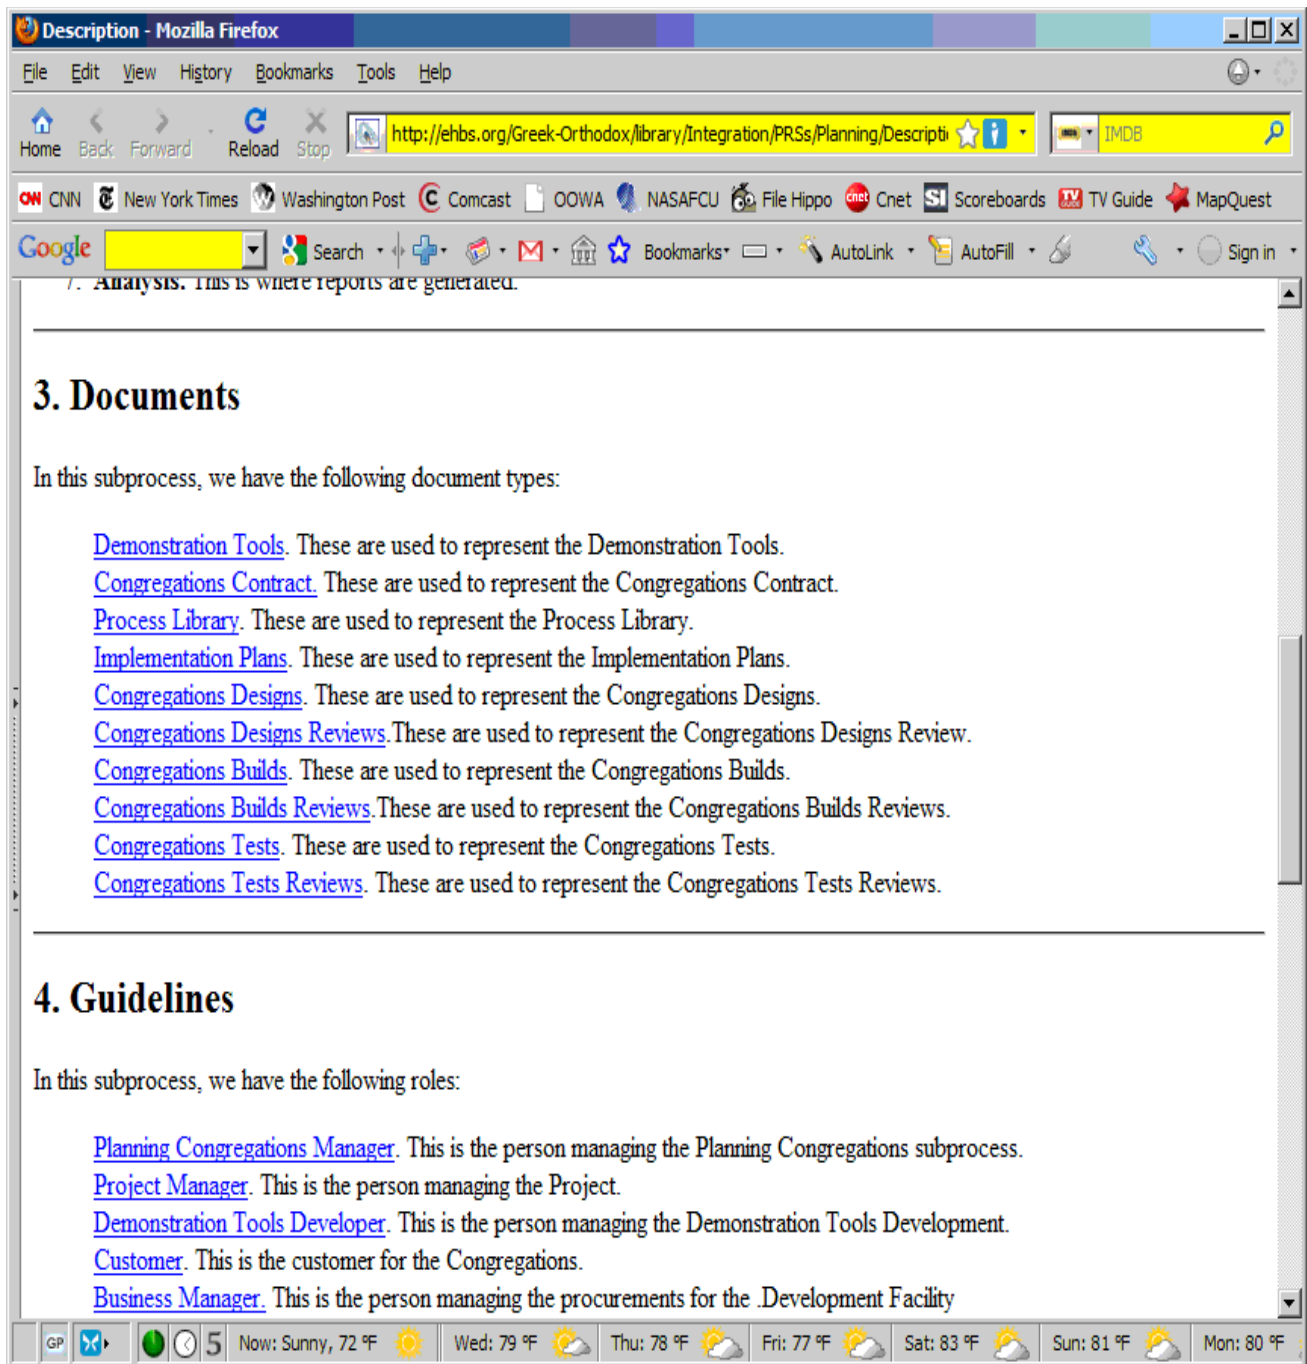 Description - Mozilla Firefox
File Edit View History Bookmarks Tools Help
Home Back Forward Reload Stop http://ehbs.org/Greek-Orthodox/library/Integration/PRSs/Planning/Descripti IMDB
CNN New York Times Washington Post Comcast OOWA NASAFCU File Hippo cnet Cnet SI Scoreboards TV Guide MapQuest
Google Search Bookmarks AutoLink AutoFill Sign in
7. Analysis. This is where reports are generated.
3. Documents
In this subprocess, we have the following document types:
Demonstration Tools. These are used to represent the Demonstration Tools.
Congregations Contract. These are used to represent the Congregations Contract.
Process Library. These are used to represent the Process Library.
Implementation Plans. These are used to represent the Implementation Plans.
Congregations Designs. These are used to represent the Congregations Designs.
Congregations Designs Reviews.These are used to represent the Congregations Designs Review.
Congregations Builds. These are used to represent the Congregations Builds.
Congregations Builds Reviews.These are used to represent the Congregations Builds Reviews.
Congregations Tests. These are used to represent the Congregations Tests.
Congregations Tests Reviews. These are used to represent the Congregations Tests Reviews.
4. Guidelines
In this subprocess, we have the following roles:
Planning Congregations Manager. This is the person managing the Planning Congregations subprocess.
Project Manager. This is the person managing the Project.
Demonstration Tools Developer. This is the person managing the Demonstration Tools Development.
Customer. This is the customer for the Congregations.
Business Manager. This is the person managing the procurements for the .Development Facility
GP 5 Now: Sunny, 72 °F Wed: 79 °F Thu: 78 °F Fri: 77 °F Sat: 83 °F Sun: 81 °F Mon: 80 °F